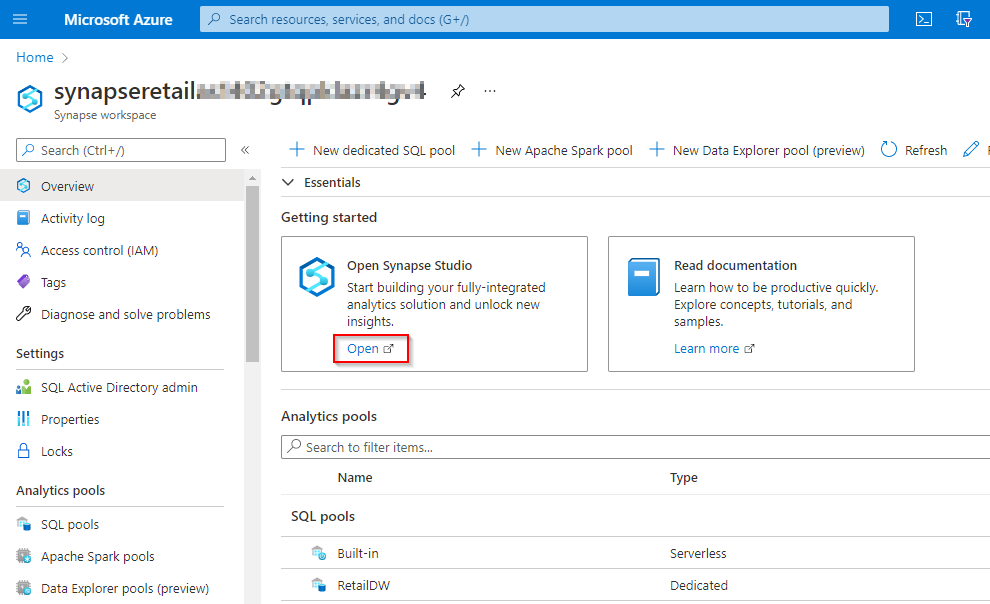 Microsoft Azure
Search resources, services, and docs (G+/)
Home
synapseretail
Synapse workspace
Search (Ctrl+/)
New dedicated SQL pool
New Apache Spark pool
New Data Explorer pool (preview)
Refresh
Overview
Activity log
Access control (IAM)
Tags
Diagnose and solve problems
Settings
SQL Active Directory admin
Properties
Locks
Analytics pools
SQL pools
Apache Spark pools
Data Explorer pools (preview)
Essentials
Getting started
Open Synapse Studio
Start building your fully-integrated
analytics solution and unlock new
insights.
Open
Read documentation
Learn how to be productive quickly.
Explore concepts, tutorials, and
samples.
Learn more
Analytics pools
Search to filter items...
Name Type
SQL pools
Built-in Serverless
RetailDW Dedicated